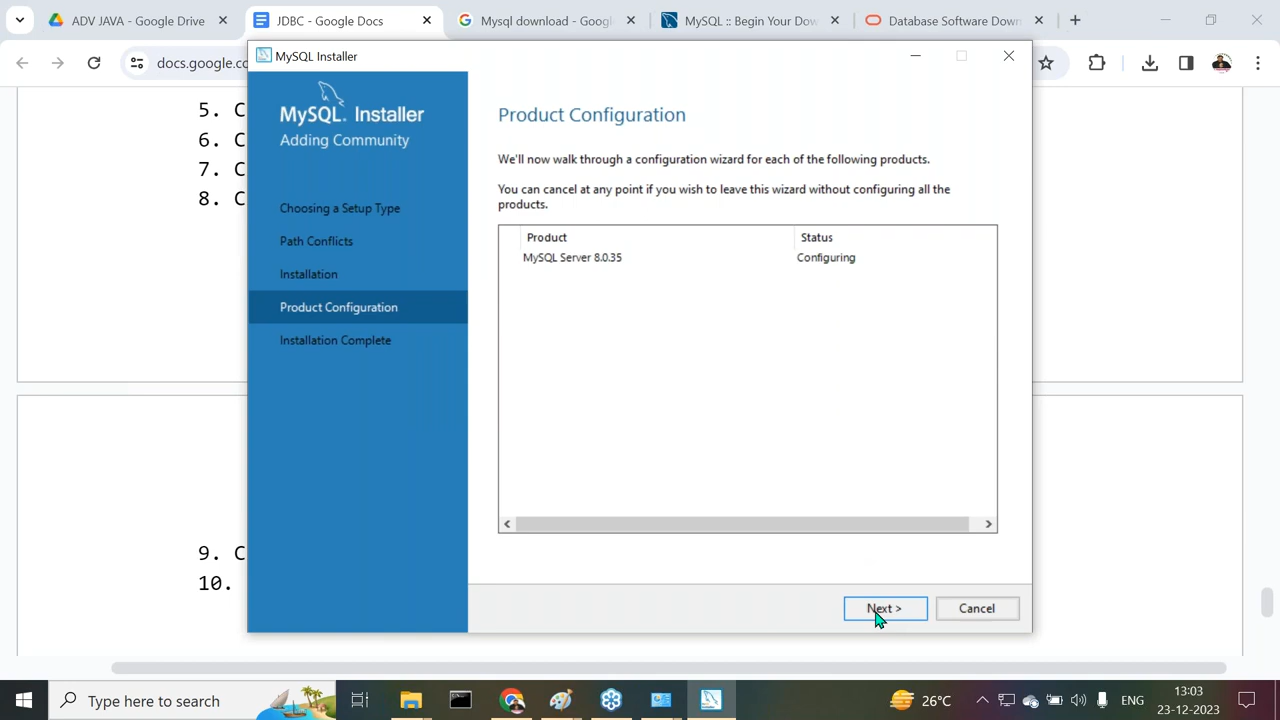 ADV JAVA - Google Drive
JDBC - Google Docs
Mysql download - Goog
MySQL :: Begin Your Dow
Database Software Down
docs.google.co
5. C
6. C
7. C
8. C
9. C
10.
MySQL Installer
MySQL. Installer
Adding Community
Choosing a Setup Type
Path Conflicts
Installation
Product Configuration
Installation Complete
Product Configuration
We'll now walk through a configuration wizard for each of the following products.
You can cancel at any point if you wish to leave this wizard without configuring all the
products.
Product Status
MySQL Server 8.0.35 Configuring
Next > Cancel
Type here to search
26°C
ENG
13:03
23-12-2023